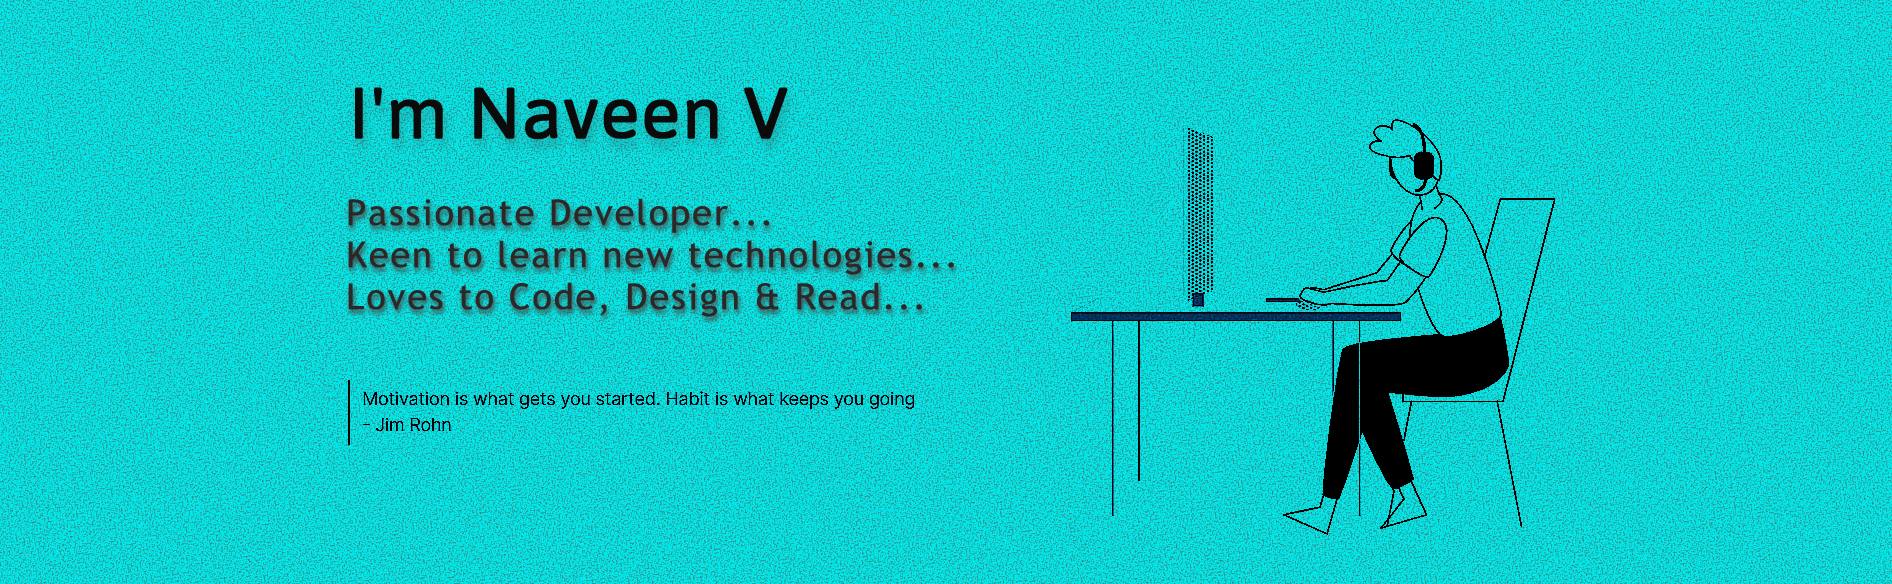 I'm Naveen V
Passionate Developer...
Keen to learn new technologies...
Loves to Code, Design & Read...
Motivation is what gets you started. Habit is what keeps you going
- Jim Rohn